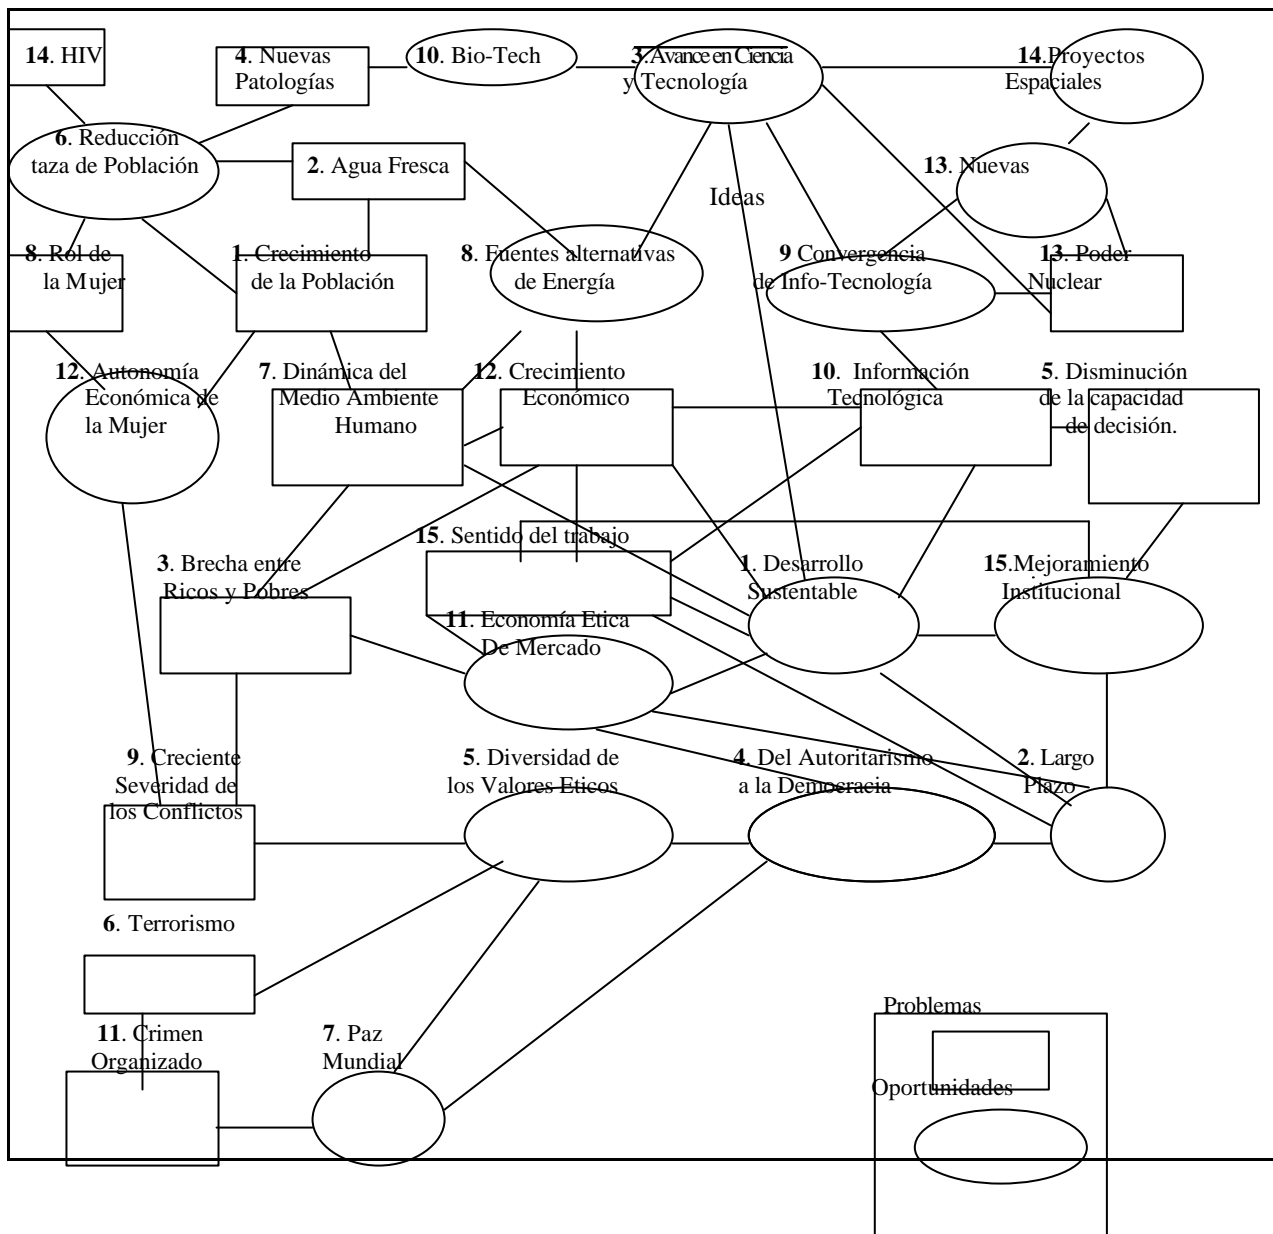 14. HIV
4. Nuevas
Patologías
10. Bio-Tech
3.Avance en Ciencia
y Tecnología
14.Proyectos
Espaciales
6. Reducción
taza de Población
2. Agua Fresca
Ideas
13. Nuevas
8. Rol de
la Mujer
1. Crecimiento
de la Población
8. Fuentes alternativas
de Energía
9 Convergencia
de Info-Tecnología
13. Poder
Nuclear
12. Autonomía
Económica de
la Mujer
7. Dinámica del
Medio Ambiente
Humano
12. Crecimiento
Económico
10. Información
Tecnológica
5. Disminución
de la capacidad
de decisión.
3. Brecha entre
Ricos y Pobres
15. Sentido del trabajo
11. Economía Etica
De Mercado
1. Desarrollo
Sustentable
15.Mejoramiento
Institucional
9. Creciente
Severidad de
los Conflictos
5. Diversidad de
los Valores Eticos
4. Del Autoritarismo
a la Democracia
2. Largo
Plazo
6. Terrorismo
11. Crimen
Organizado
7. Paz
Mundial
Problemas
Oportunidades